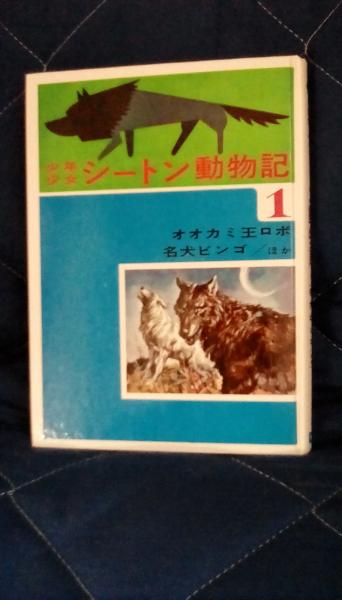 少年少女 シートン動物記
1
オオカミ王ロボ
名犬ビンゴ／ほか